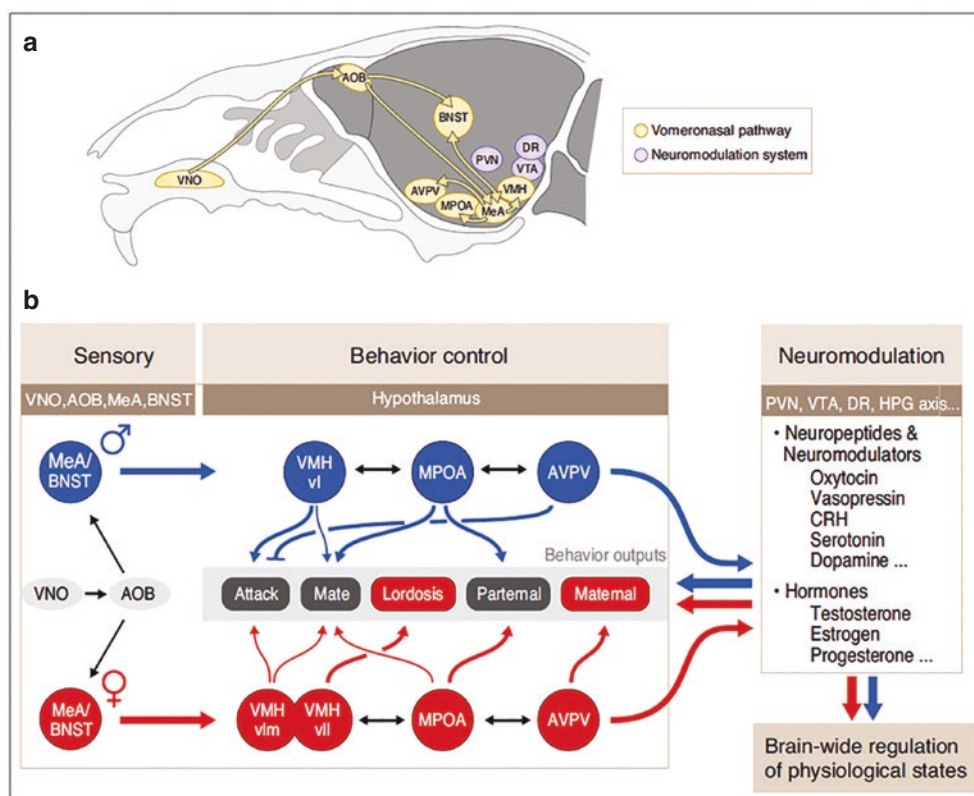 a
AOB
BNST
DR
PVN
VTA
VNO
AVPV
VMH
MPOA
MeA
Vomeronasal pathway
Neuromodulation system
b
Sensory
Behavior control
Neuromodulation
VNO,AOB,MeA,BNST
Hypothalamus
PVN, VTA, DR, HPG axis...
♂
MeA/
BNST
VMH
vl
MPOA
AVPV
• Neuropeptides &
Neuromodulators
Oxytocin
Vasopressin
CRH
Serotonin
Dopamine ...
Behavior outputs
VNO
AOB
Attack
Mate
Lordosis
Parternal
Maternal
• Hormones
Testosterone
Estrogen
Progesterone ...
♀
MeA/
BNST
VMH
vlm
VMH
vll
MPOA
AVPV
Brain-wide regulation
of physiological states